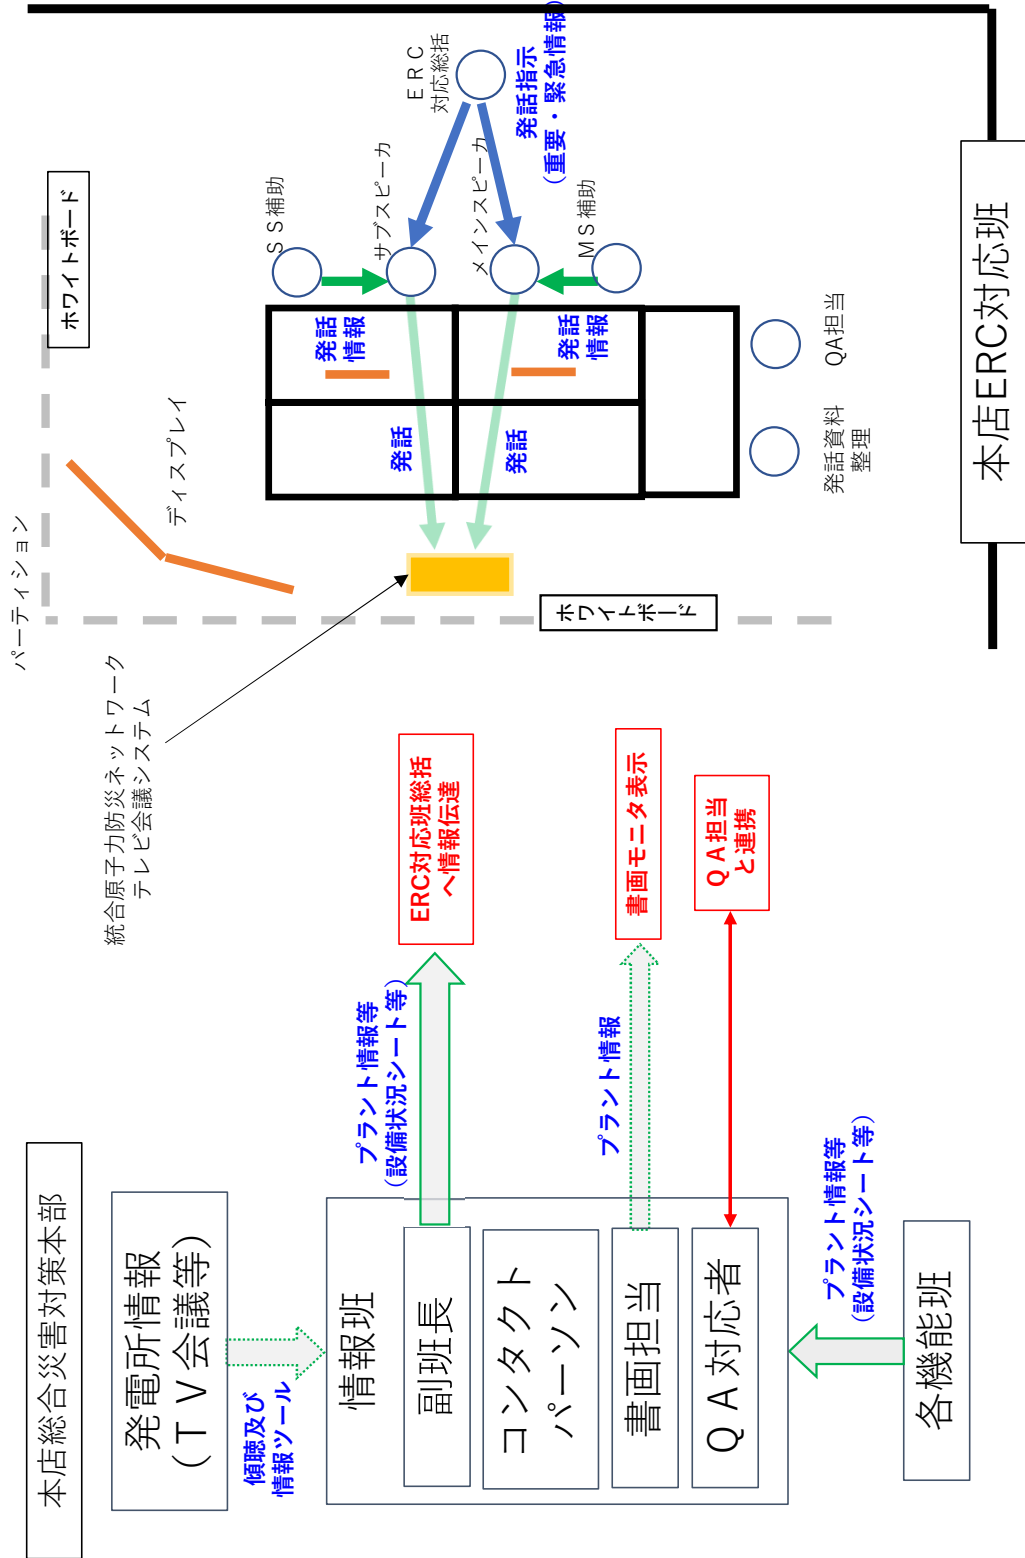 本店総合災害対策本部
発電所情報
(ＴＶ会議等)
傾聴及び
情報ツール
情報班
副班長
コンタクト
パーソン
書画担当
ＱＡ対応者
各機能班
プラント情報等
(設備状況シート等)
プラント情報等
(設備状況シート等)
プラント情報
ERC対応班総括
へ情報伝達
書画モニタ表示
ＱＡ担当
と連携
統合原子力防災ネットワーク
テレビ会議システム
パーティション
ディスプレイ
ホワイトボード
ホワイトボード
発話
発話
発話
情報
発話
情報
ＳＳ補助
サブスピーカ
メインスピーカ
ＭＳ補助
ＥＲＣ
対応総括
発話指示
(重要・緊急情報)
発話資料
整理
QA担当
本店ERC対応班